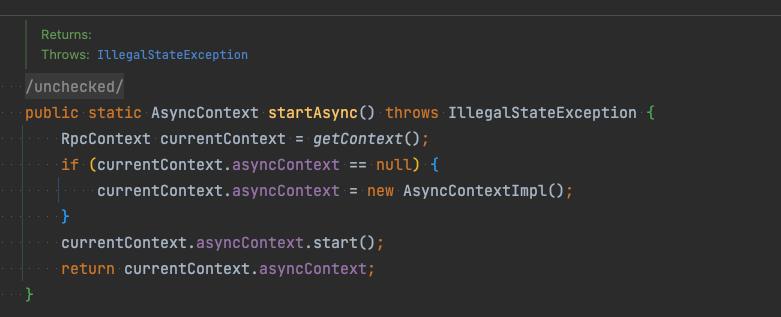 Returns:
Throws: IllegalStateException
/unchecked/
public static AsyncContext startAsync() throws IllegalStateException {
RpcContext currentContext = getContext();
if (currentContext.asyncContext == null) {
currentContext.asyncContext = new AsyncContextImpl();
}
currentContext.asyncContext.start();
return currentContext.asyncContext;
}